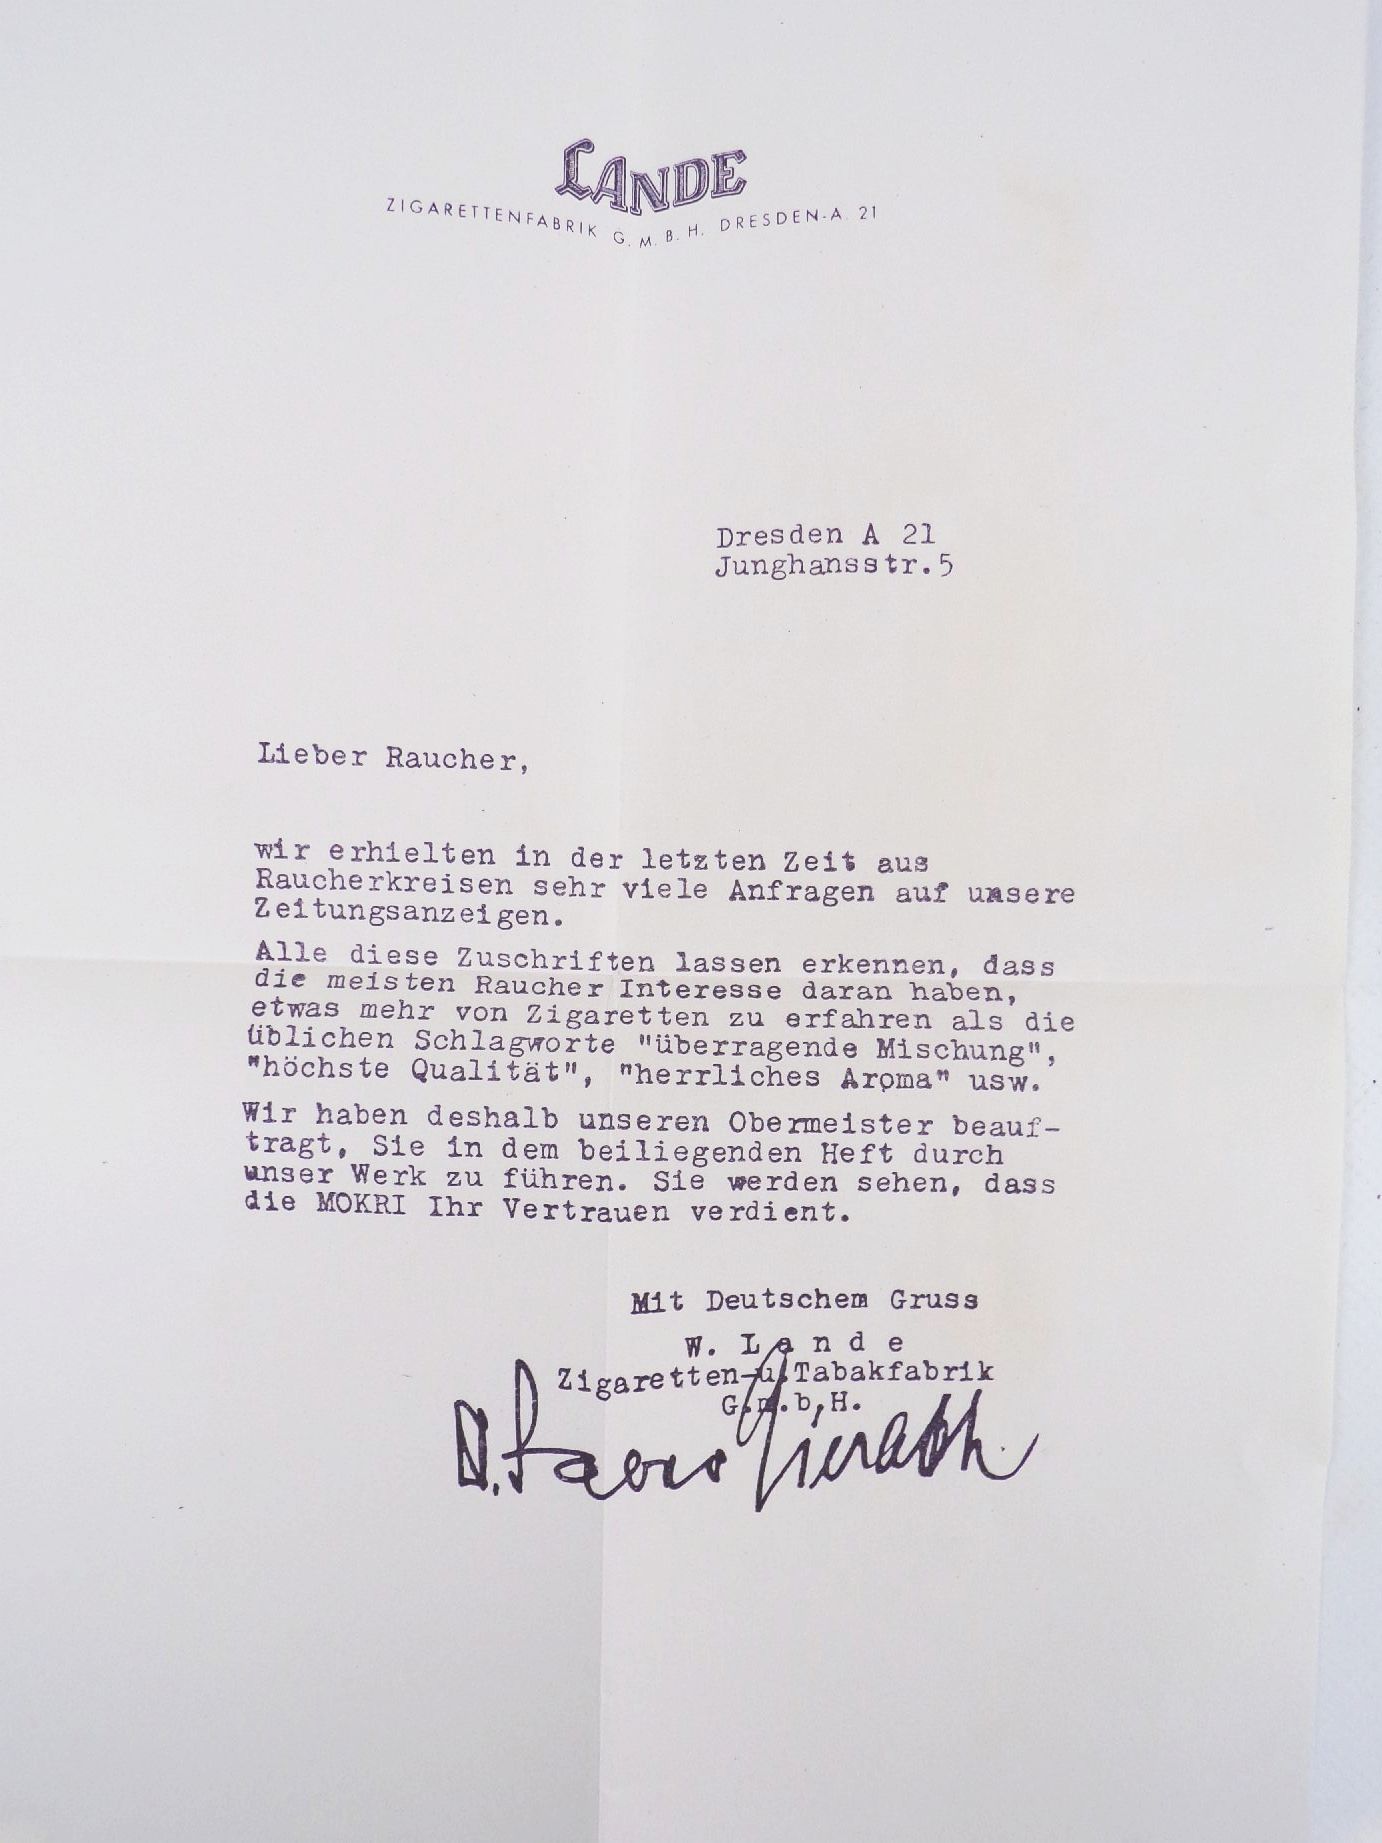 LANDE
ZIGARETTENFABRIK G.M.B.H. DRESDEN-A. 21
Dresden A 21
Junghansstr.5
Lieber Raucher,
wir erhielten in der letzten Zeit aus
Raucherkreisen sehr viele Anfragen auf unsere
Zeitungsanzeigen.
Alle diese Zuschriften lassen erkennen, dass
die meisten Raucher Interesse daran haben,
etwas mehr von Zigaretten zu erfahren als die
üblichen Schlagworte "überragende Mischung",
"höchste Qualität", "herrliches Aroma" usw.
Wir haben deshalb unseren Obermeister beauf-
tragt, Sie in dem beiliegenden Heft durch
unser Werk zu führen. Sie werden sehen, dass
die MOKRI Ihr Vertrauen verdient.
Mit Deutschem Gruss
W. L a n d e
Zigaretten-u.Tabakfabrik
G.m.b.H.